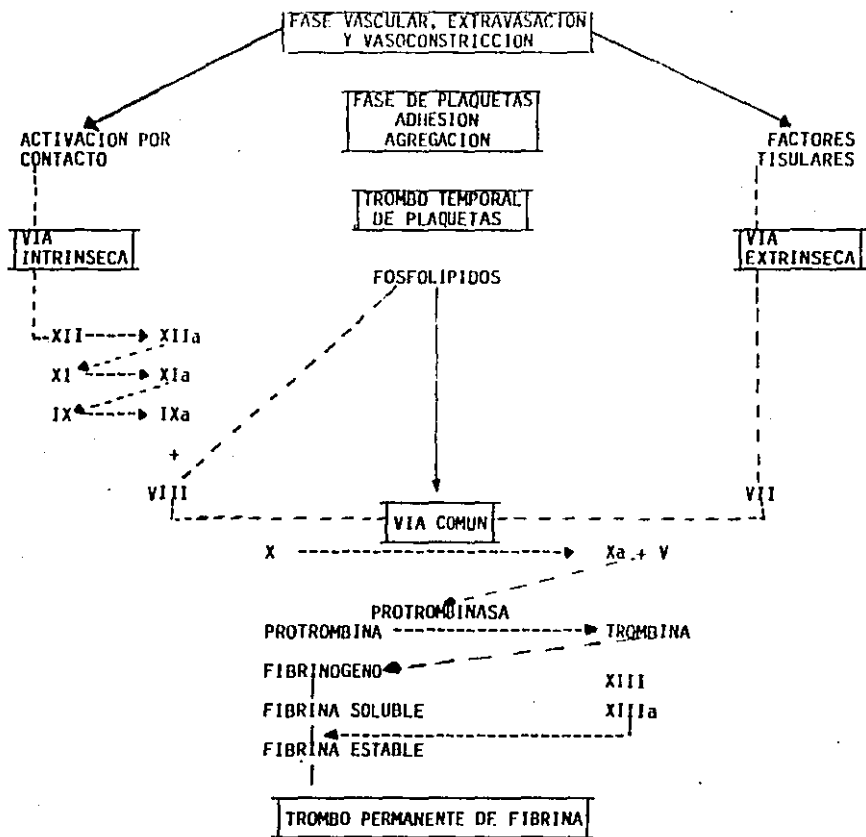 FASE VASCULAR, EXTRAVASACION
Y VASOCONSTRICCION
FASE DE PLAQUETAS
ADHESION
AGREGACION
ACTIVACION POR
CONTACTO
FACTORES
TISULARES
TROMBO TEMPORAL
DE PLAQUETAS
VIA
INTRINSECA
VIA
EXTRINSECA
FOSFOLIPIDOS
XII XIIa
XI XIa
IX IXa
+
VIII VII
VIA COMUN
X Xa + V
PROTROMBINASA
PROTROMBINA TROMBINA
FIBRINOGENO
XIII
FIBRINA SOLUBLE XIIIa
FIBRINA ESTABLE
TROMBO PERMANENTE DE FIBRINA